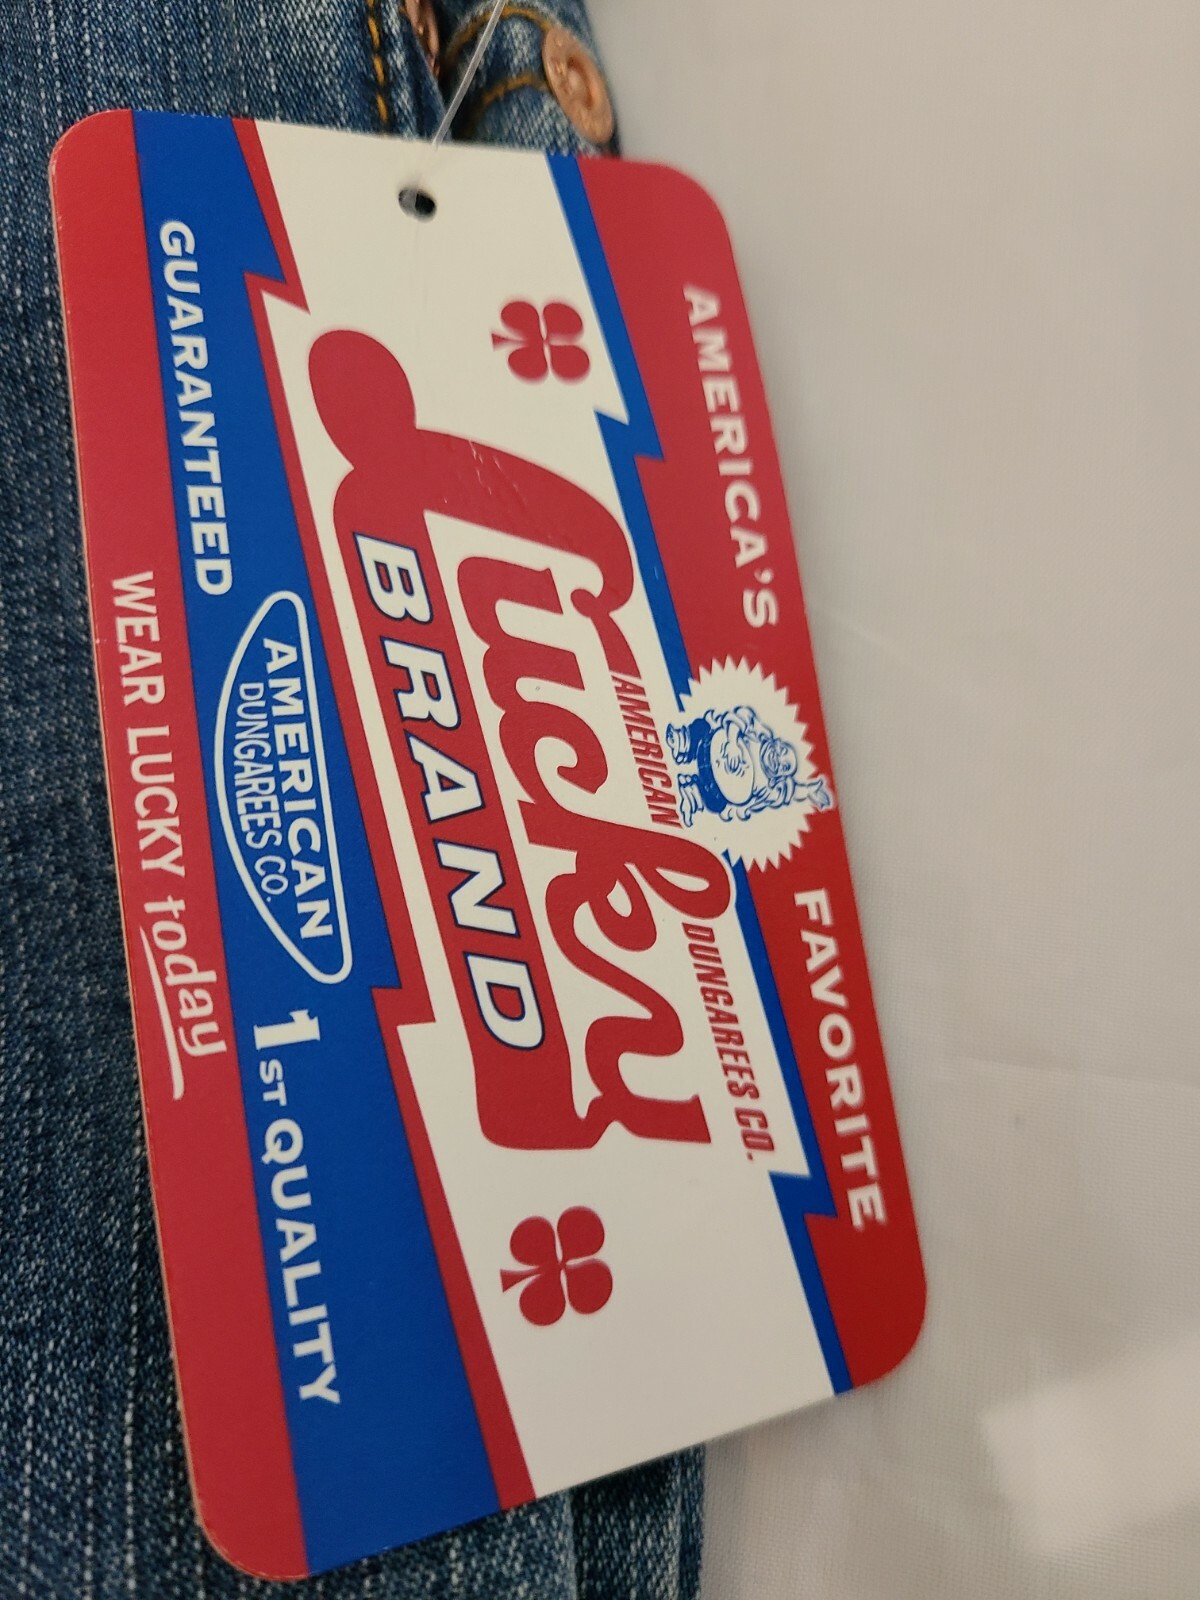 AMERICA'S FAVORITE
AMERICAN DUNGAREES CO.
Lucky
BRAND
AMERICAN
DUNGAREES CO.
GUARANTEED 1ST QUALITY
WEAR LUCKY today